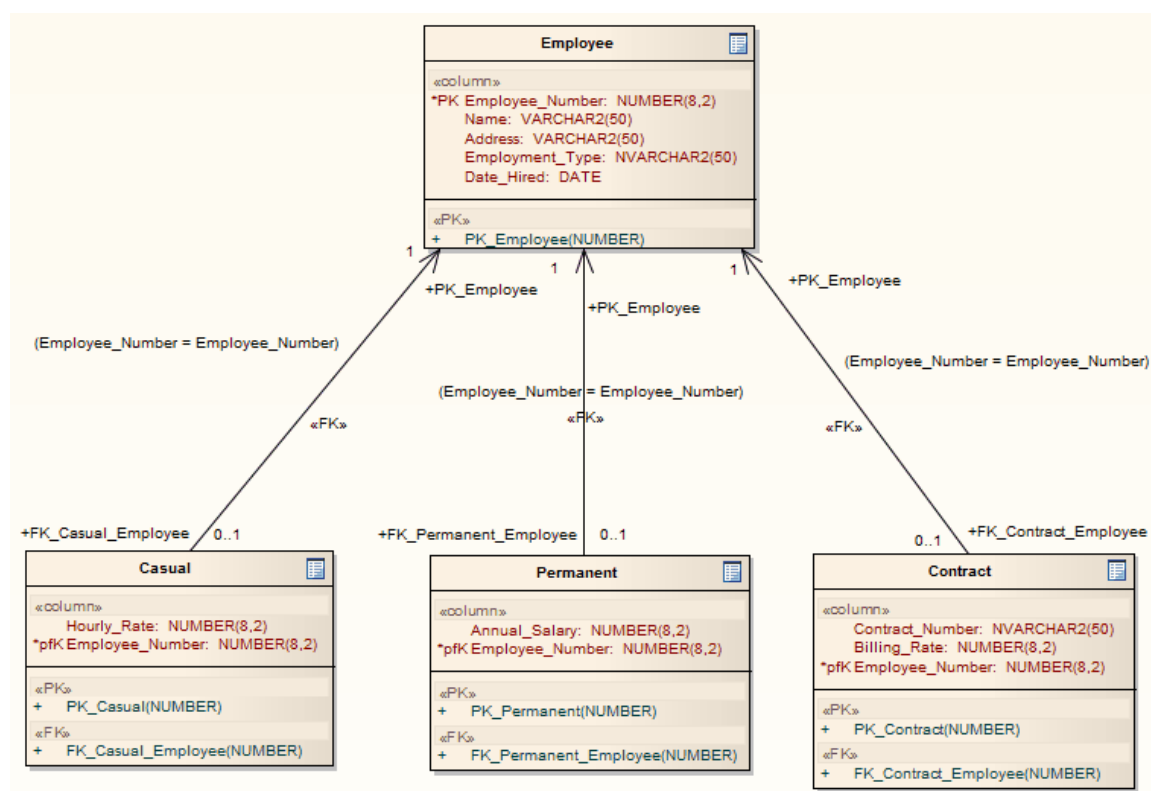 Employee
«column»
*PK Employee_Number: NUMBER(8,2)
Name: VARCHAR2(50)
Address: VARCHAR2(50)
Employment_Type: NVARCHAR2(50)
Date_Hired: DATE
«PK»
+ PK_Employee(NUMBER)
1
1
1
+PK_Employee
+PK_Employee
+PK_Employee
(Employee_Number = Employee_Number)
(Employee_Number = Employee_Number)
(Employee_Number = Employee_Number)
«FK»
«FK»
«FK»
+FK_Casual_Employee
0..1
+FK_Permanent_Employee
0..1
+FK_Contract_Employee
0..1
Casual
«column»
Hourly_Rate: NUMBER(8,2)
*pfK Employee_Number: NUMBER(8,2)
«PK»
+ PK_Casual(NUMBER)
«FK»
+ FK_Casual_Employee(NUMBER)
Permanent
«column»
Annual_Salary: NUMBER(8,2)
*pfK Employee_Number: NUMBER(8,2)
«PK»
+ PK_Permanent(NUMBER)
«FK»
+ FK_Permanent_Employee(NUMBER)
Contract
«column»
Contract_Number: NVARCHAR2(50)
Billing_Rate: NUMBER(8,2)
*pfK Employee_Number: NUMBER(8,2)
«PK»
+ PK_Contract(NUMBER)
«FK»
+ FK_Contract_Employee(NUMBER)